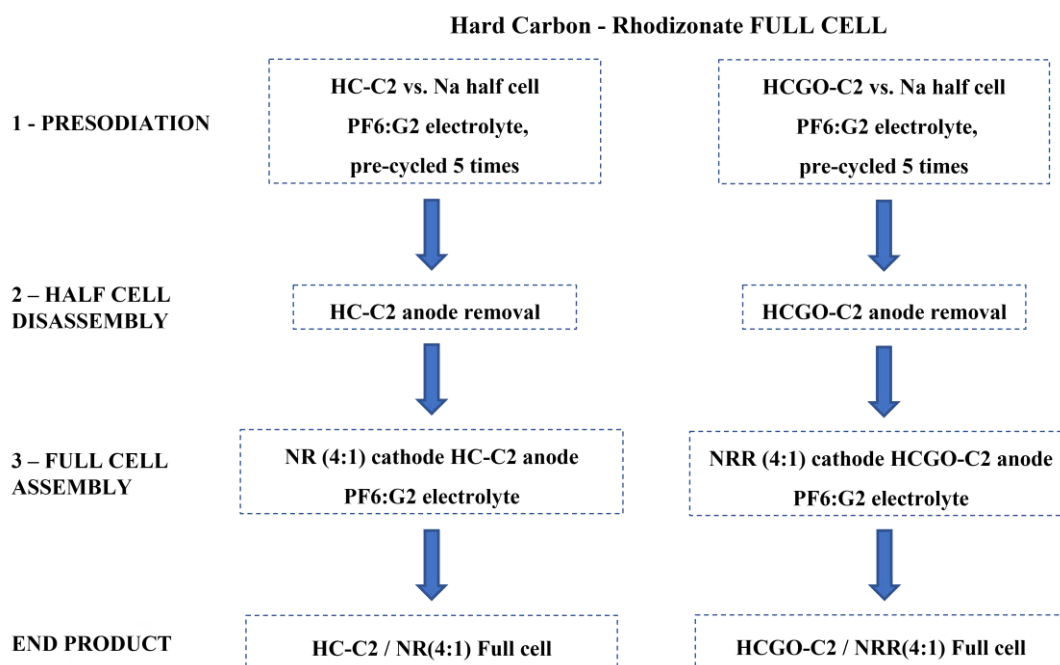 Hard Carbon - Rhodizonate FULL CELL
1 - PRESODIATION
HC-C2 vs. Na half cell
PF6:G2 electrolyte,
pre-cycled 5 times
HCGO-C2 vs. Na half cell
PF6:G2 electrolyte,
pre-cycled 5 times
2 – HALF CELL
DISASSEMBLY
HC-C2 anode removal
HCGO-C2 anode removal
3 – FULL CELL
ASSEMBLY
NR (4:1) cathode HC-C2 anode
PF6:G2 electrolyte
NRR (4:1) cathode HCGO-C2 anode
PF6:G2 electrolyte
END PRODUCT
HC-C2 / NR(4:1) Full cell
HCGO-C2 / NRR(4:1) Full cell